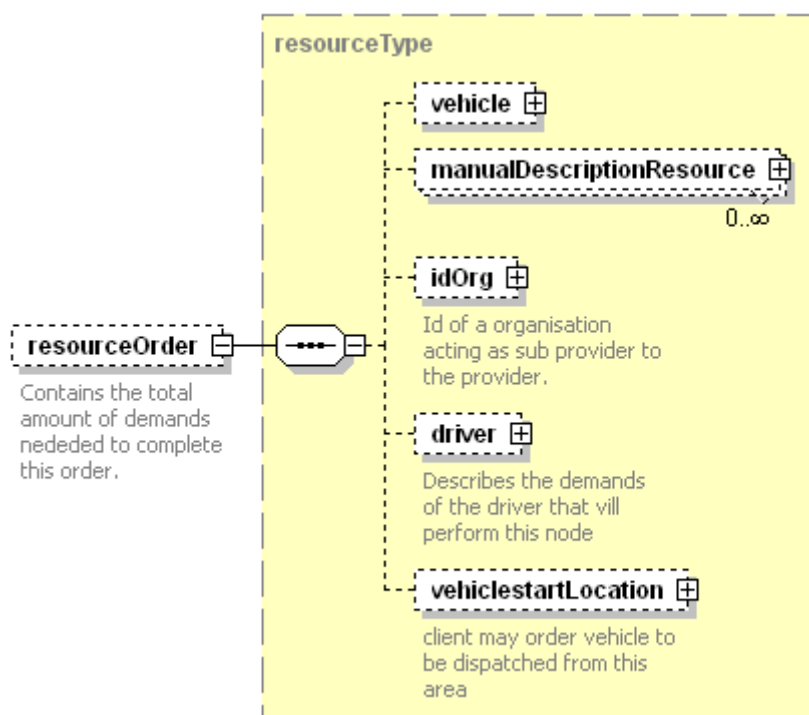 resourceType
vehicle
manualDescriptionResource
0..∞
idOrg
Id of a organisation
acting as sub provider to
the provider.
resourceOrder
Contains the total
amount of demands
nededed to complete
this order.
driver
Describes the demands
of the driver that vill
perform this node
vehiclestartLocation
client may order vehicle to
be dispatched from this
area